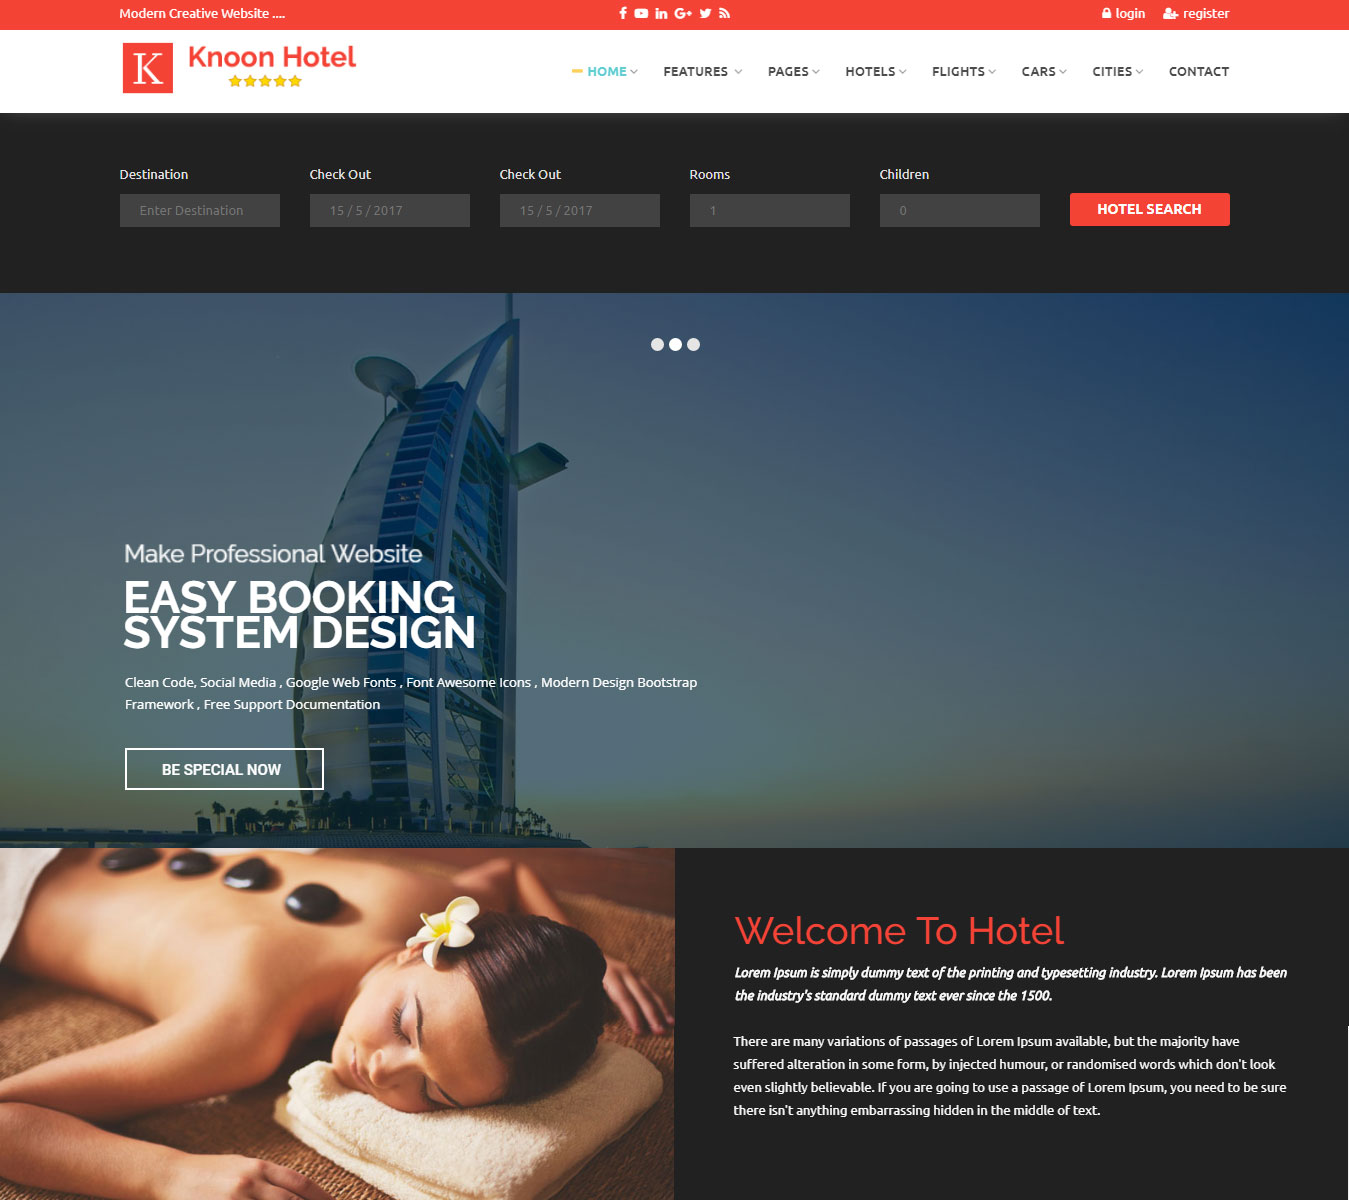 Modern Creative Website ....
login register
K Knoon Hotel
HOME FEATURES PAGES HOTELS FLIGHTS CARS CITIES CONTACT
Destination Check Out Check Out Rooms Children
Enter Destination 15 / 5 / 2017 15 / 5 / 2017 1 0 HOTEL SEARCH
Make Professional Website
EASY BOOKING
SYSTEM DESIGN
Clean Code, Social Media , Google Web Fonts , Font Awesome Icons , Modern Design Bootstrap
Framework , Free Support Documentation
BE SPECIAL NOW
Welcome To Hotel
Lorem Ipsum is simply dummy text of the printing and typesetting industry. Lorem Ipsum has been
the industry's standard dummy text ever since the 1500.
There are many variations of passages of Lorem Ipsum available, but the majority have
suffered alteration in some form, by injected humour, or randomised words which don't look
even slightly believable. If you are going to use a passage of Lorem Ipsum, you need to be sure
there isn't anything embarrassing hidden in the middle of text.